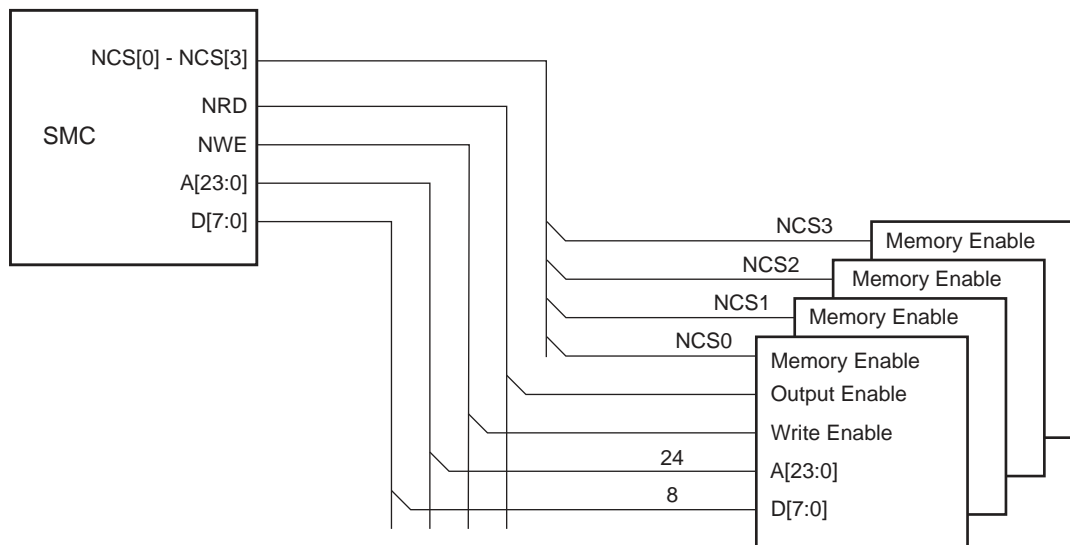 NCS[0] - NCS[3]
NRD
SMC
NWE
A[23:0]
D[7:0]
NCS3
Memory Enable
NCS2
Memory Enable
NCS1
Memory Enable
NCS0
Memory Enable
Output Enable
Write Enable
24
A[23:0]
8
D[7:0]